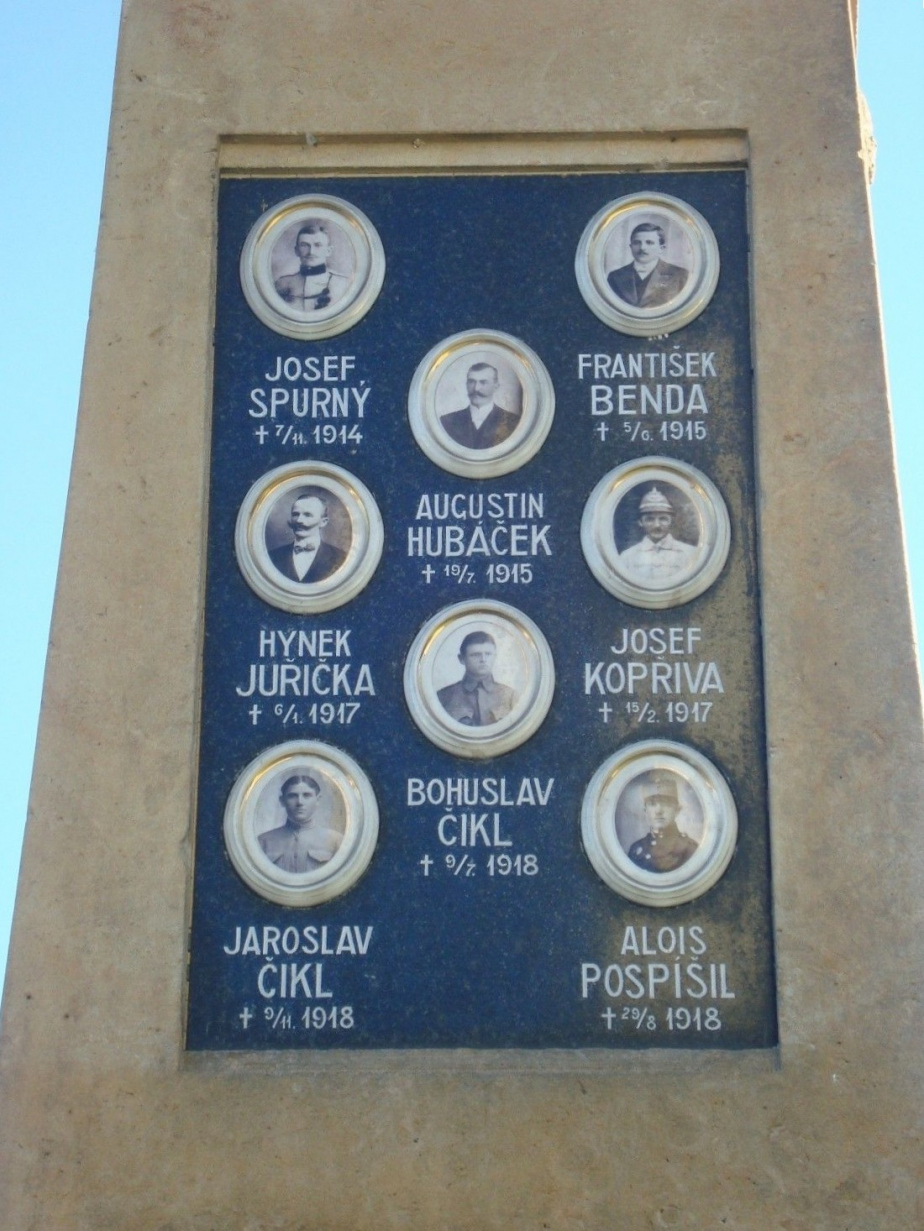 JOSEF
SPURNÝ
✝ 7/11. 1914
FRANTIŠEK
BENDA
✝ 5/6. 1915
AUGUSTIN
HUBÁČEK
✝ 19/7. 1915
HYNEK
JUŘIČKA
✝ 6/1. 1917
JOSEF
KOPŘIVA
✝ 15/2. 1917
BOHUSLAV
ČIKL
✝ 9/7. 1918
JAROSLAV
ČIKL
✝ 9/11. 1918
ALOIS
POSPÍŠIL
✝ 29/8 1918